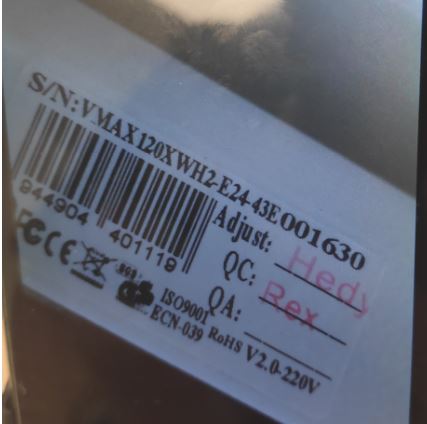 S/N:VMAX120XWH2-E24-43E001630
944904 401119
Adjust: Hedy
QC: Rex
QA:
FC CE
SGS
ISO9001
ECN-039 RoHS V2.0-220V